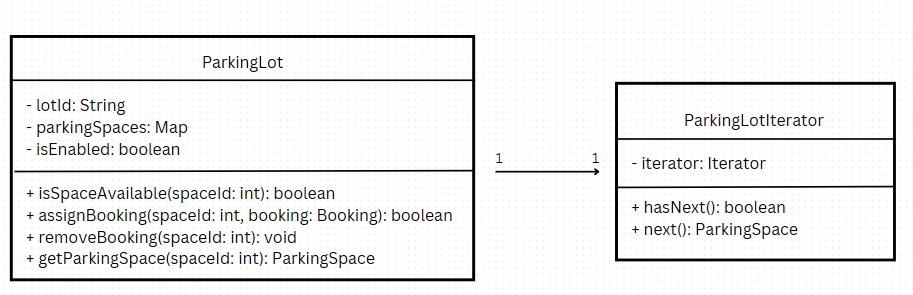 ParkingLot
- lotId: String
- parkingSpaces: Map
- isEnabled: boolean
+ isSpaceAvailable(spaceId: int): boolean
+ assignBooking(spaceId: int, booking: Booking): boolean
+ removeBooking(spaceId: int): void
+ getParkingSpace(spaceId: int): ParkingSpace
1
1
ParkingLotIterator
- iterator: Iterator
+ hasNext(): boolean
+ next(): ParkingSpace